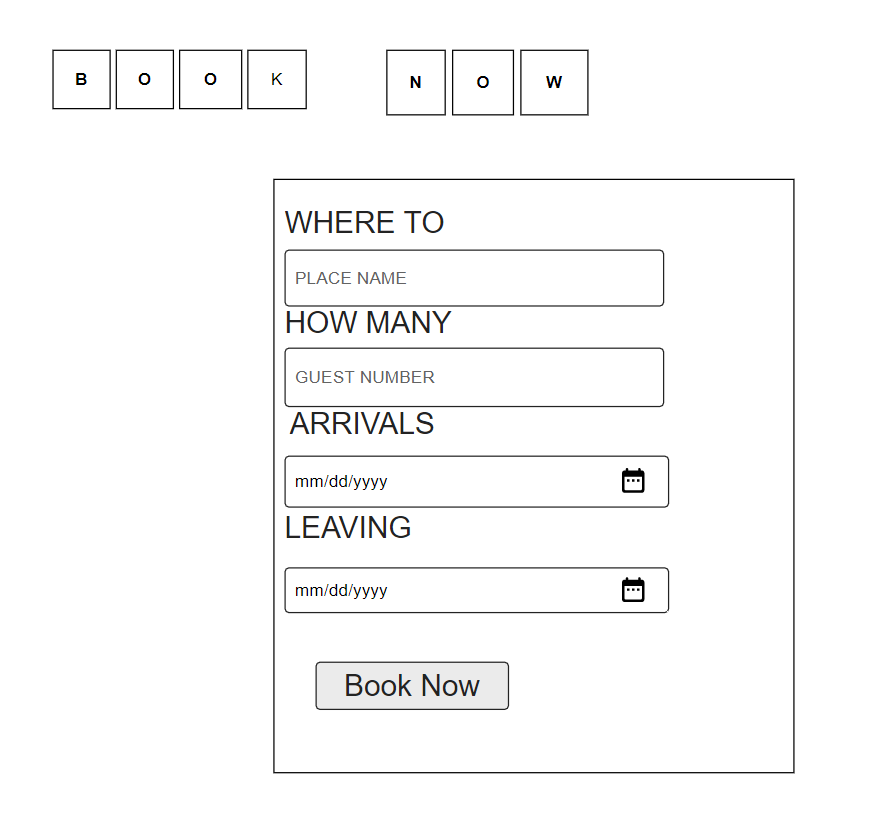 B O O K N O W
WHERE TO
PLACE NAME
HOW MANY
GUEST NUMBER
ARRIVALS
mm/dd/yyyy
LEAVING
mm/dd/yyyy
Book Now